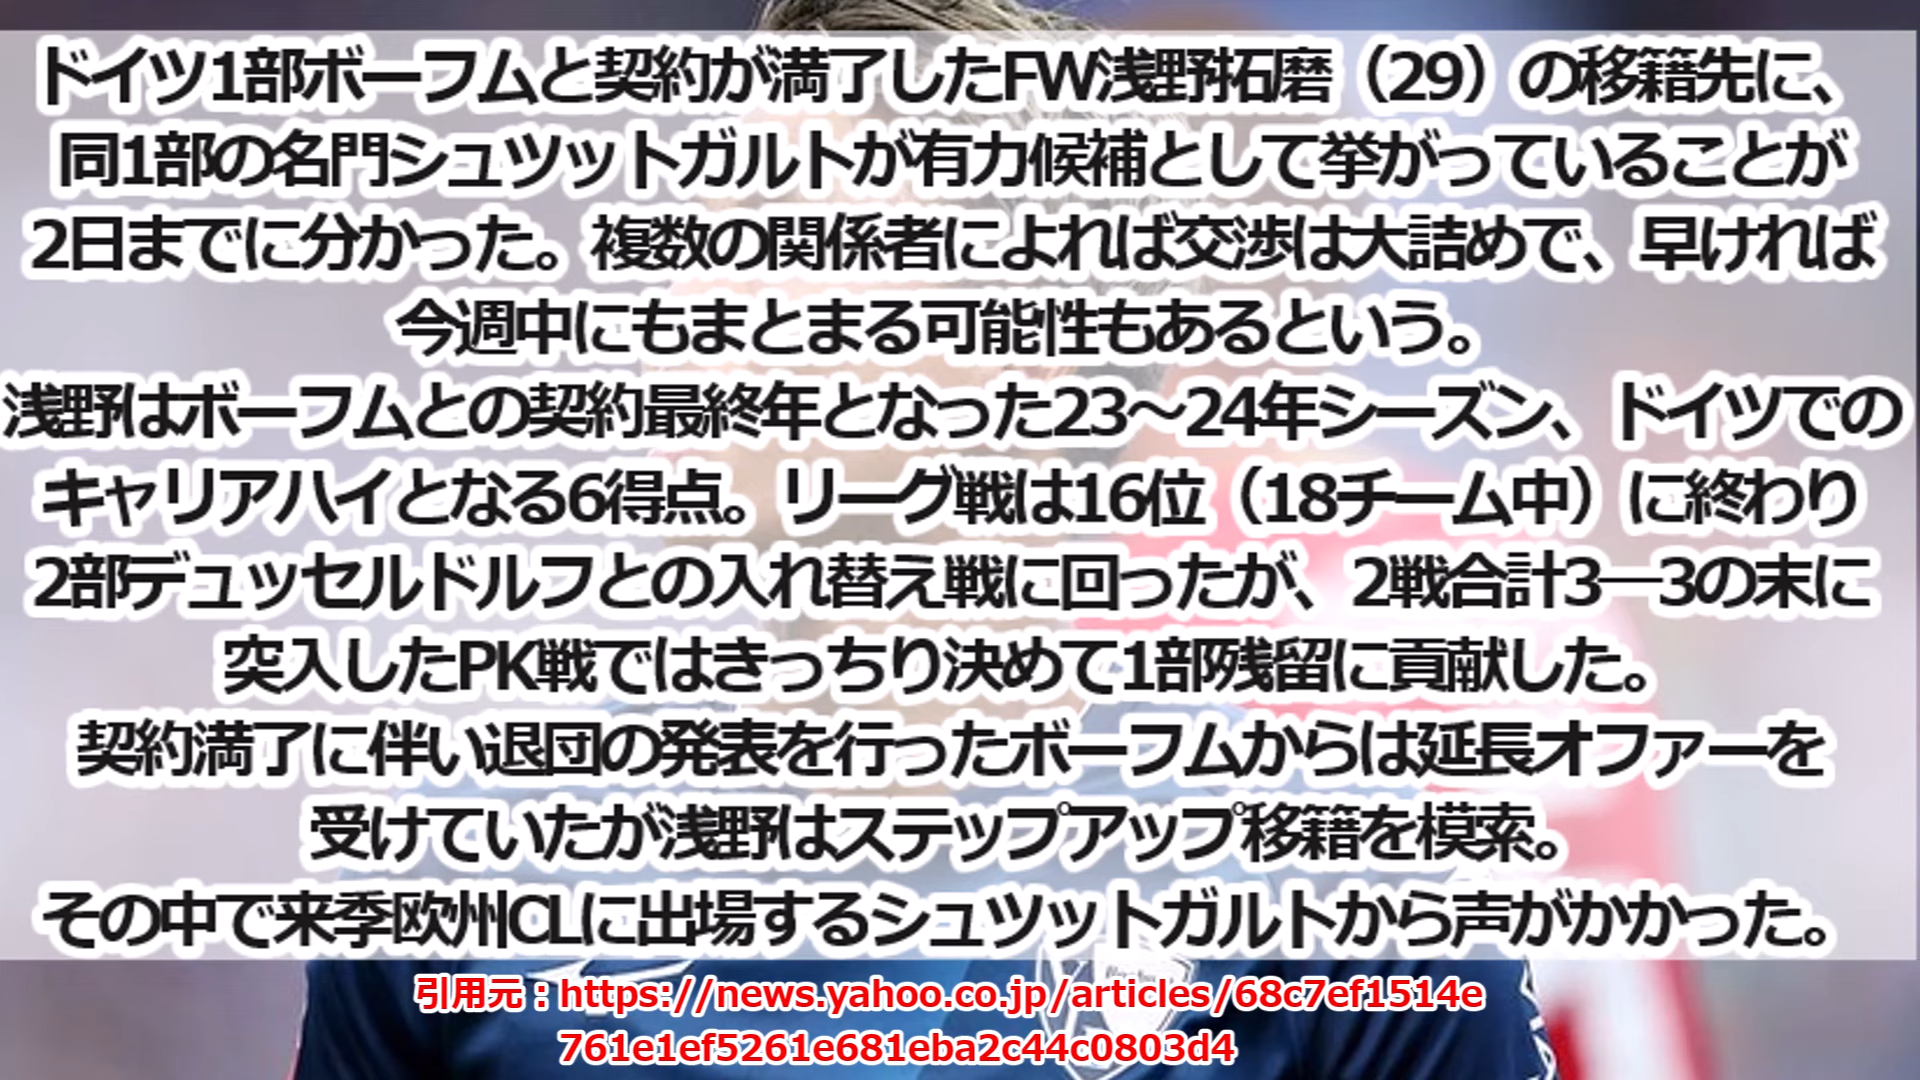 ドイツ1部ボーフムと契約が満了したFW浅野拓磨（29）の移籍先に、
同1部の名門シュツットガルトが有力候補として挙がっていることが
2日までに分かった。複数の関係者によれば交渉は大詰めで、早ければ
今週中にもまとまる可能性もあるという。
浅野はボーフムとの契約最終年となった23～24年シーズン、ドイツでの
キャリアハイとなる6得点。リーグ戦は16位（18チーム中）に終わり
2部デュッセルドルフとの入れ替え戦に回ったが、2戦合計3―3の末に
突入したPK戦ではきっちり決めて1部残留に貢献した。
契約満了に伴い退団の発表を行ったボーフムからは延長オファーを
受けていたが浅野はステップアップ移籍を模索。
その中で来季欧州CLに出場するシュツットガルトから声がかかった。
引用元：https://news.yahoo.co.jp/articles/68c7ef1514e
761e1ef5261e681eba2c44c0803d4